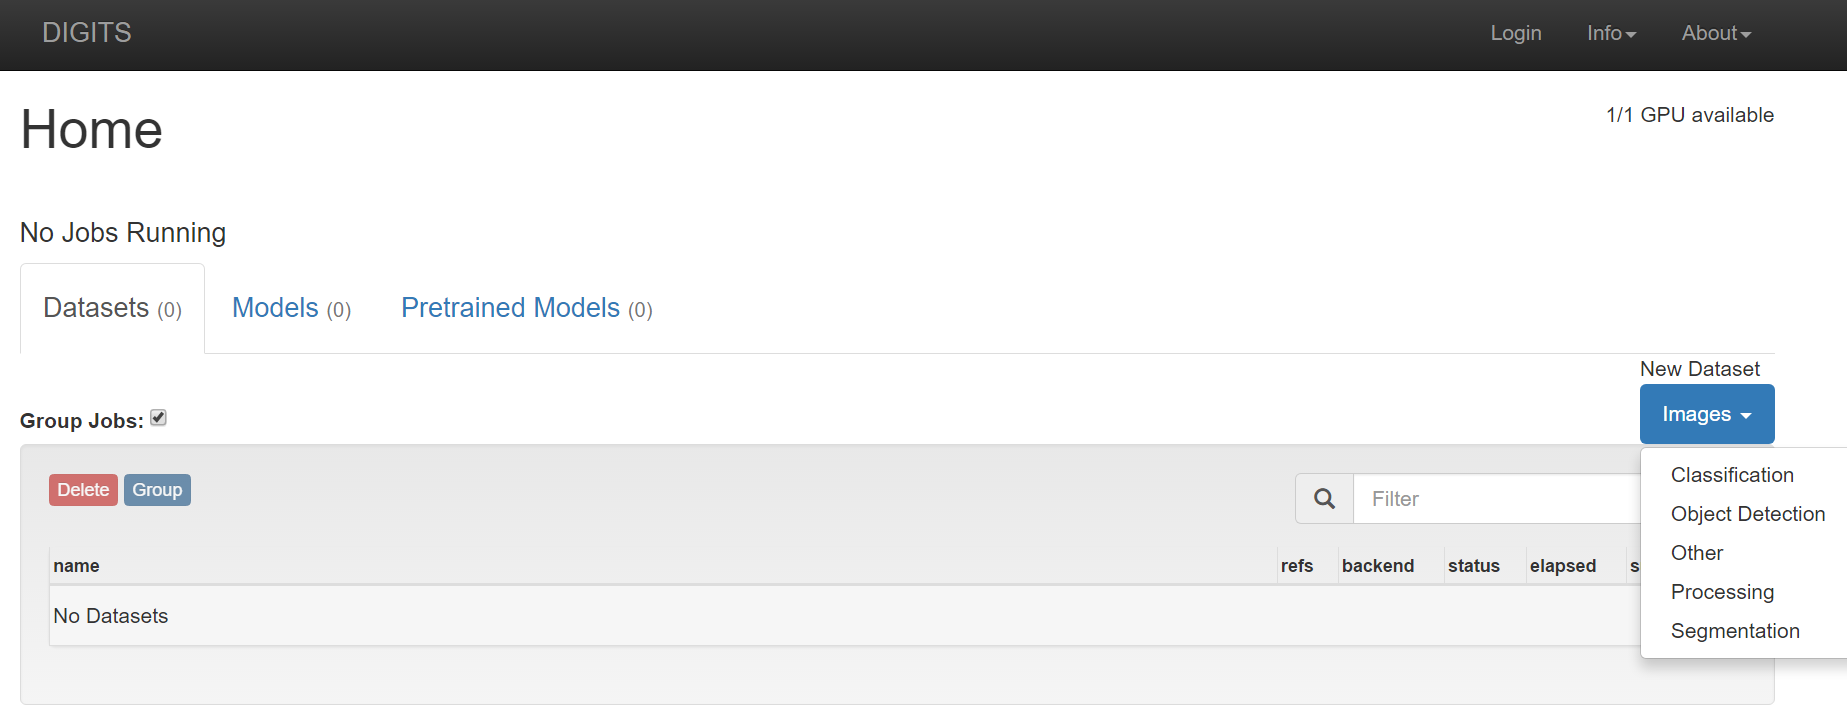 DIGITS Login Info About
Home
1/1 GPU available
No Jobs Running
Datasets (0) Models (0) Pretrained Models (0)
New Dataset
Images
Group Jobs:
Classification
Object Detection
Other
Processing
Segmentation
Delete Group
Filter
name refs backend status elapsed s
No Datasets